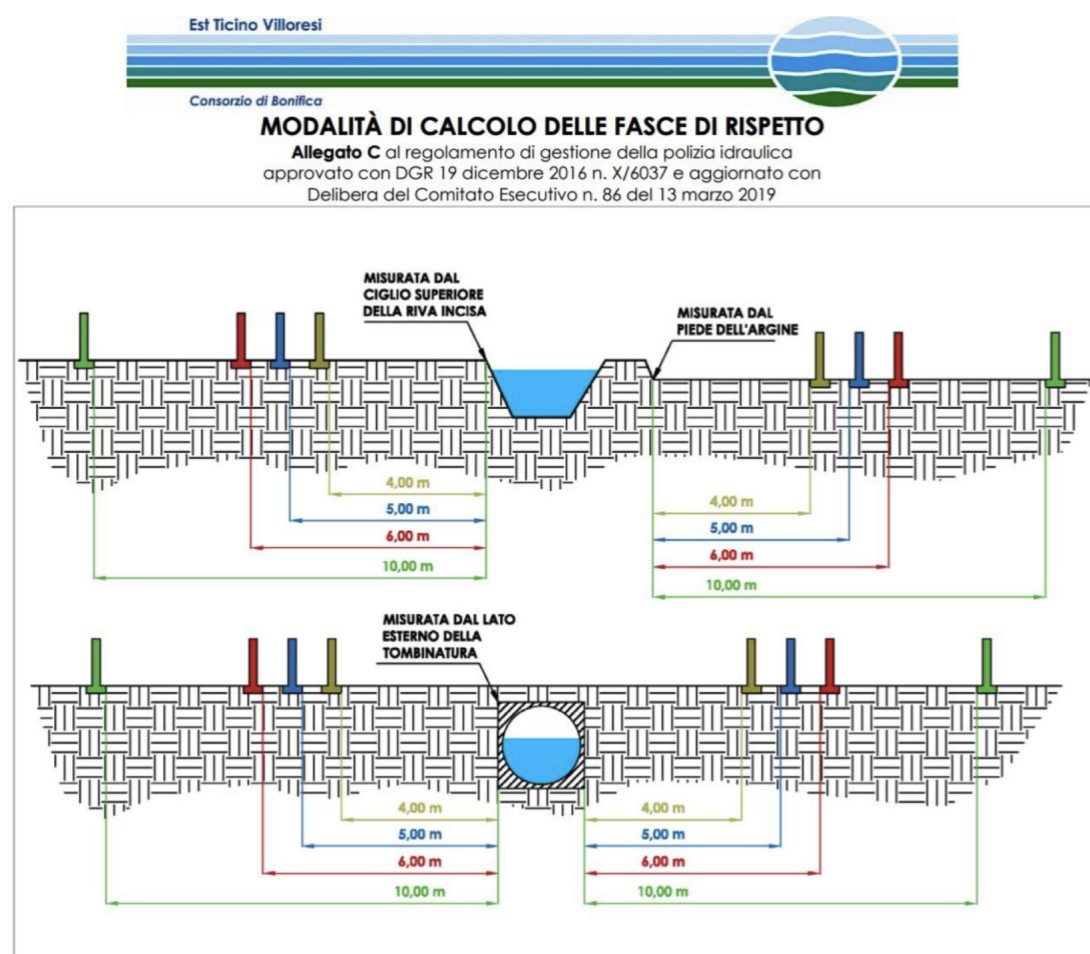 Est Ticino Villoresi
Consorzio di Bonifica
MODALITÀ DI CALCOLO DELLE FASCE DI RISPETTO
Allegato C al regolamento di gestione della polizia idraulica
approvato con DGR 19 dicembre 2016 n. X/6037 e aggiornato con
Delibera del Comitato Esecutivo n. 86 del 13 marzo 2019
MISURATA DAL
CIGLIO SUPERIORE
DELLA RIVA INCISA
MISURATA DAL
PIEDE DELL'ARGINE
4,00 m
5,00 m
6,00 m
10,00 m
4,00 m
5,00 m
6,00 m
10,00 m
MISURATA DAL LATO
ESTERNO DELLA
TOMBINATURA
4,00 m
5,00 m
6,00 m
10,00 m
4,00 m
5,00 m
6,00 m
10,00 m